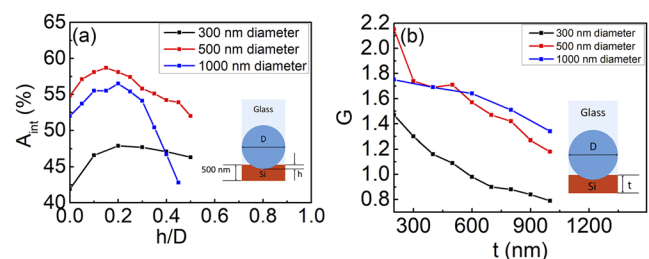 (a)
300 nm diameter
500 nm diameter
1000 nm diameter
A_int (%)
65
60
55
50
45
40
0.0 0.2 0.4 0.6 0.8 1.0
h/D
Glass
D
500 nm
Si
h
(b)
300 nm diameter
500 nm diameter
1000 nm diameter
G
2.2
2.0
1.8
1.6
1.4
1.2
1.0
0.8
300 600 900 1200
t (nm)
Glass
D
Si
t